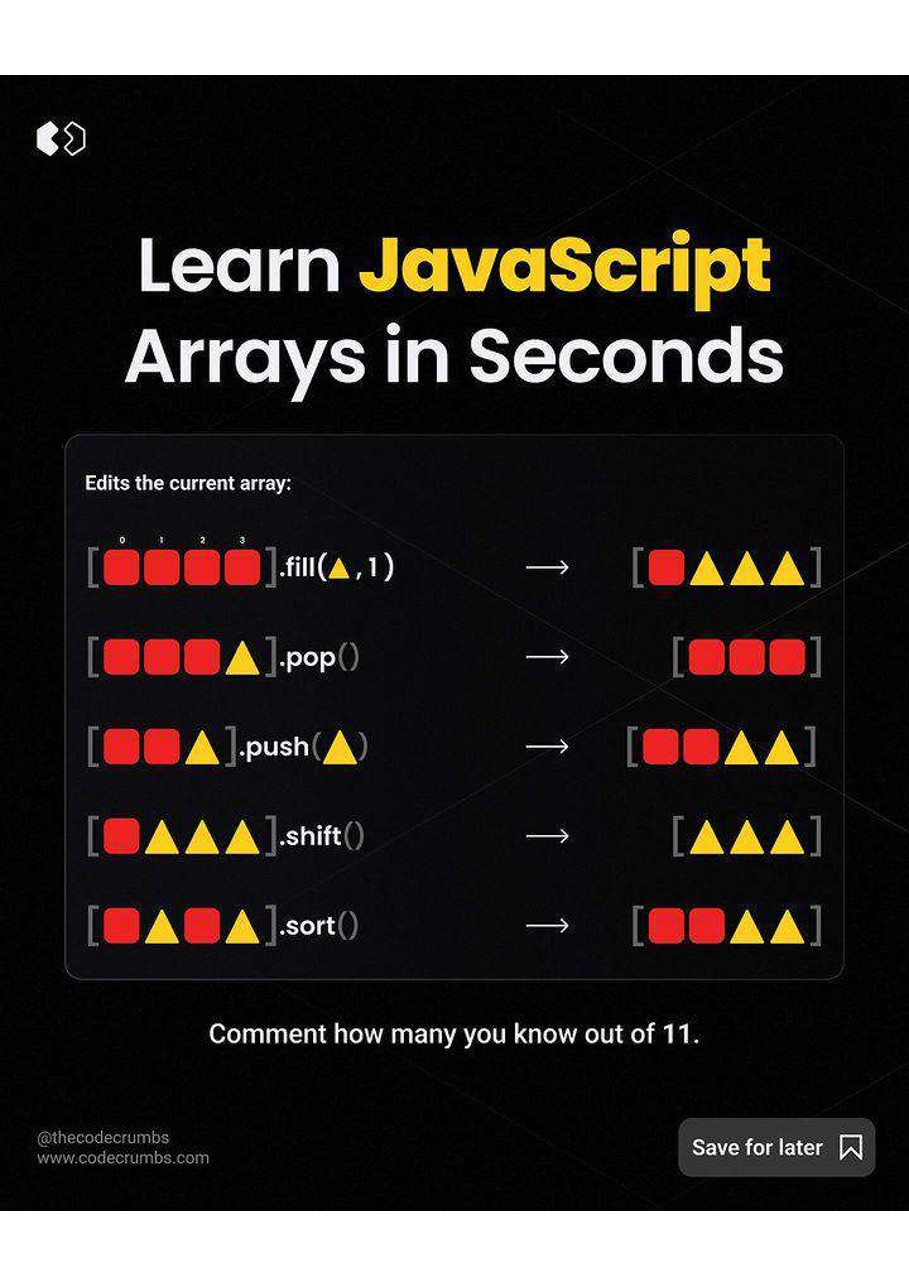 Learn JavaScript
Arrays in Seconds
Edits the current array:
0 1 2 3
[ ].fill( , 1) → [ ]
[ ].pop() → [ ]
[ ].push( ) → [ ]
[ ].shift() → [ ]
[ ].sort() → [ ]
Comment how many you know out of 11.
@thecodecrumbs
www.codecrumbs.com
Save for later